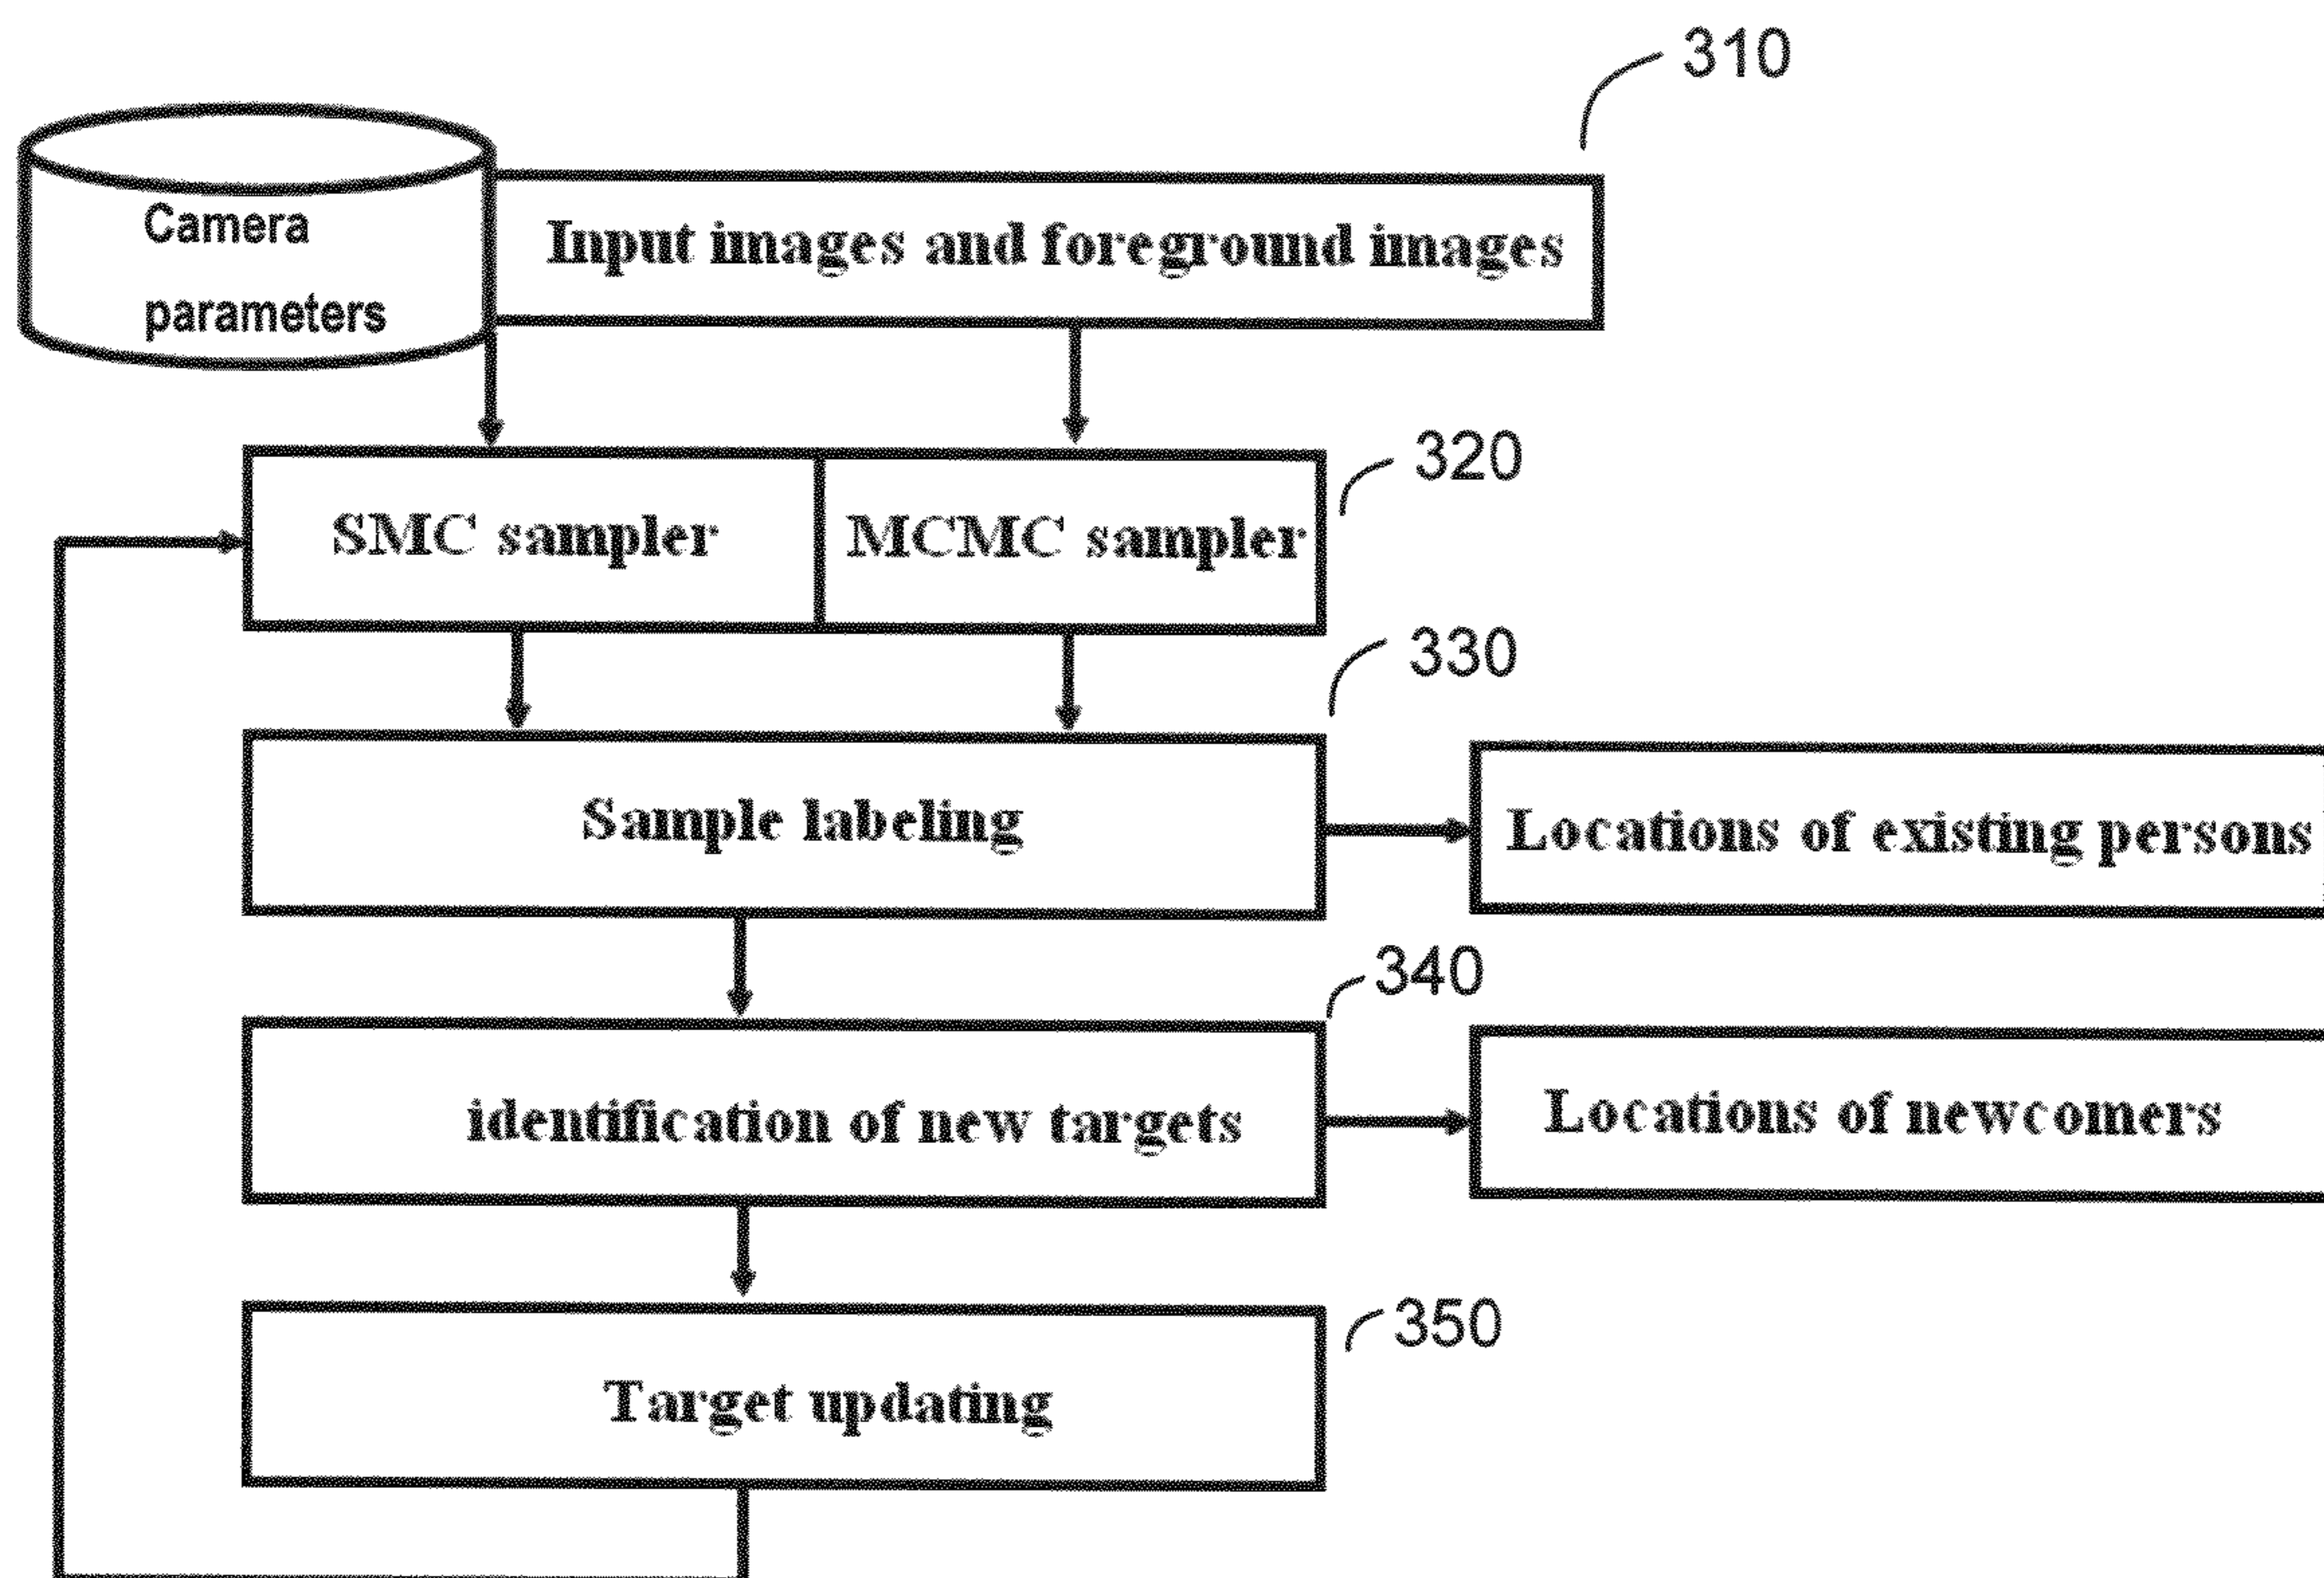 310
Camera
parameters
Input images and foreground images
320
SMC sampler
MCMC sampler
330
Sample labeling
Locations of existing persons
340
identification of new targets
Locations of newcomers
350
Target updating